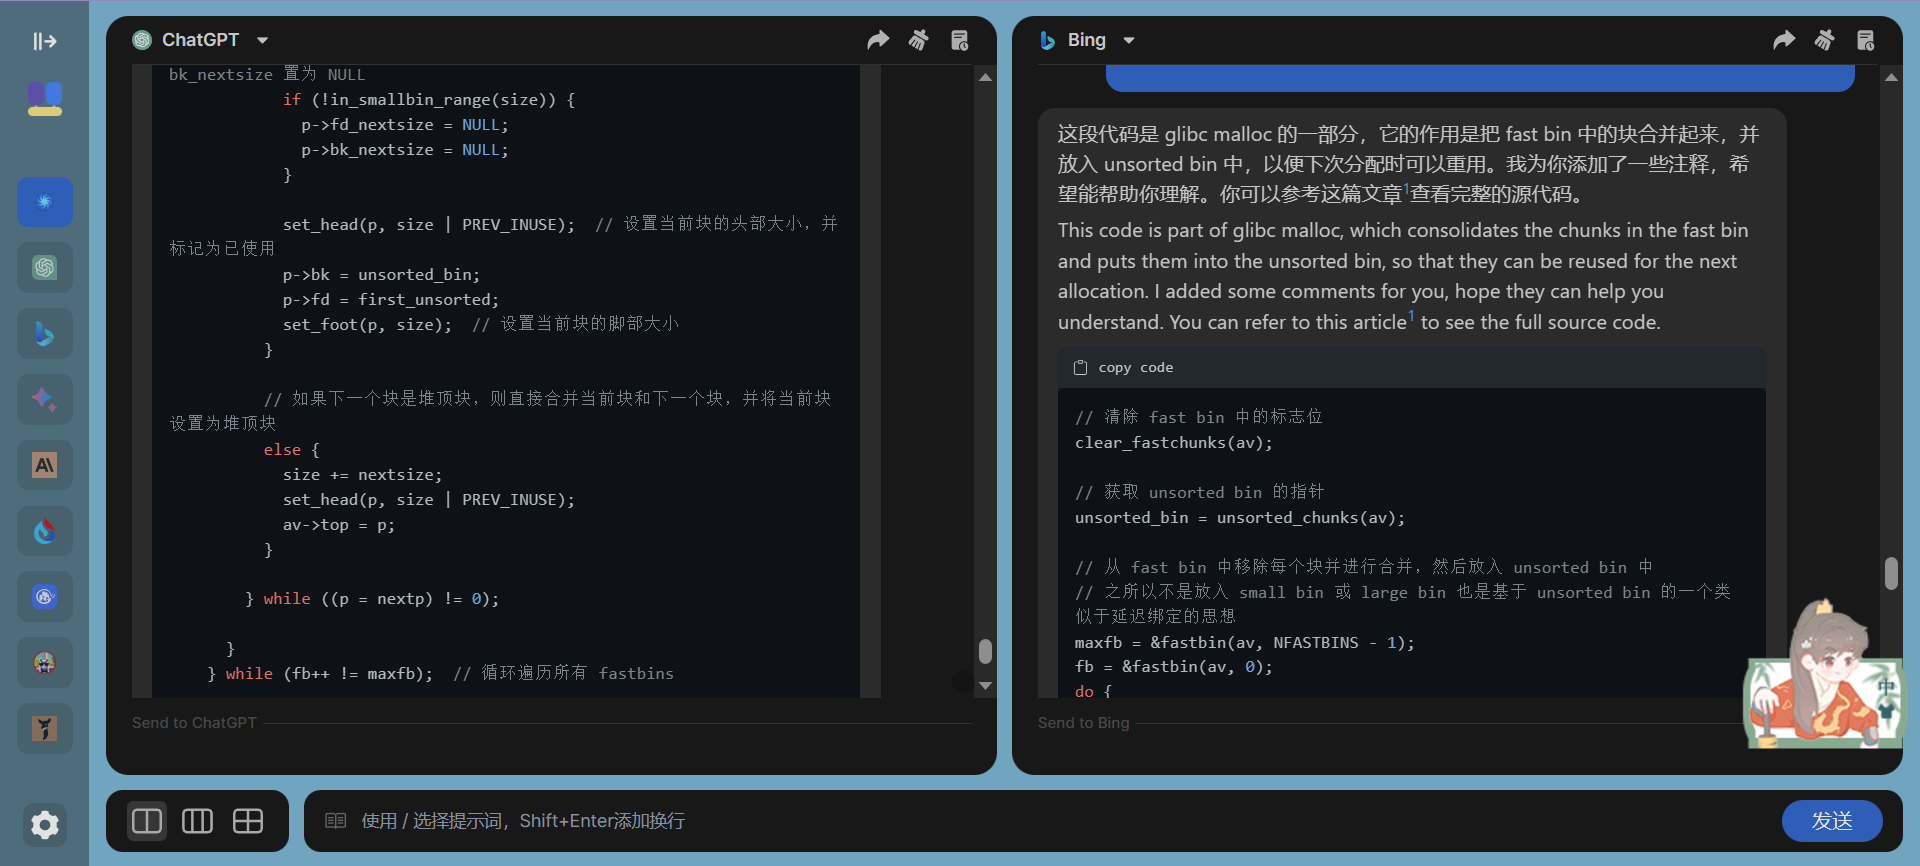 ChatGPT
bk_nextsize 置为 NULL
if (!in_smallbin_range(size)) {
p->fd_nextsize = NULL;
p->bk_nextsize = NULL;
}
set_head(p, size | PREV_INUSE);  // 设置当前块的头部大小，并
标记为已使用
p->bk = unsorted_bin;
p->fd = first_unsorted;
set_foot(p, size);  // 设置当前块的脚部大小
}
// 如果下一个块是堆顶块，则直接合并当前块和下一个块，并将当前块
设置为堆顶块
else {
size += nextsize;
set_head(p, size | PREV_INUSE);
av->top = p;
}
} while ((p = nextp) != 0);
}
} while (fb++ != maxfb);  // 循环遍历所有 fastbins
Send to ChatGPT
Bing
这段代码是 glibc malloc 的一部分，它的作用是把 fast bin 中的块合并起来，并
放入 unsorted bin 中，以便下次分配时可以重用。我为你添加了一些注释，希
望能帮助你理解。你可以参考这篇文章1查看完整的源代码。
This code is part of glibc malloc, which consolidates the chunks in the fast bin
and puts them into the unsorted bin, so that they can be reused for the next
allocation. I added some comments for you, hope they can help you
understand. You can refer to this article1 to see the full source code.
copy code
// 清除 fast bin 中的标志位
clear_fastchunks(av);
// 获取 unsorted bin 的指针
unsorted_bin = unsorted_chunks(av);
// 从 fast bin 中移除每个块并进行合并，然后放入 unsorted bin 中
// 之所以不是放入 small bin 或 large bin 也是基于 unsorted bin 的一个类
似于延迟绑定的思想
maxfb = &fastbin(av, NFASTBINS - 1);
fb = &fastbin(av, 0);
do {
Send to Bing
中
使用 / 选择提示词，Shift+Enter添加换行
发送